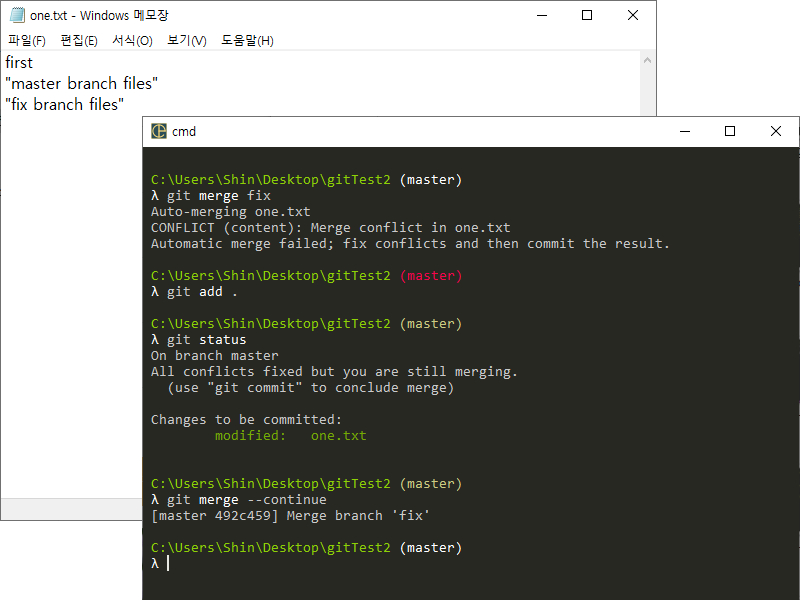 one.txt - Windows 메모장
파일(F) 편집(E) 서식(O) 보기(V) 도움말(H)
first
"master branch files"
"fix branch files"
cmd
C:\Users\Shin\Desktop\gitTest2 (master)
λ git merge fix
Auto-merging one.txt
CONFLICT (content): Merge conflict in one.txt
Automatic merge failed; fix conflicts and then commit the result.
C:\Users\Shin\Desktop\gitTest2 (master)
λ git add .
C:\Users\Shin\Desktop\gitTest2 (master)
λ git status
On branch master
All conflicts fixed but you are still merging.
(use "git commit" to conclude merge)
Changes to be committed:
modified:   one.txt
C:\Users\Shin\Desktop\gitTest2 (master)
λ git merge --continue
[master 492c459] Merge branch 'fix'
C:\Users\Shin\Desktop\gitTest2 (master)
λ